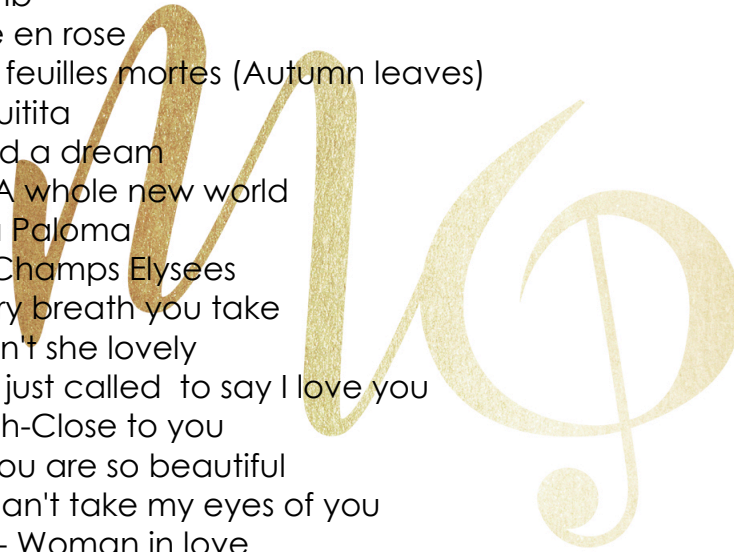 en rose
feuilles mortes (Autumn leaves)
uitita
d a dream
A whole new world
Paloma
Champs Elysees
ry breath you take
n't she lovely
just called to say I love you
h-Close to you
ou are so beautiful
an't take my eyes of you
- Woman in love